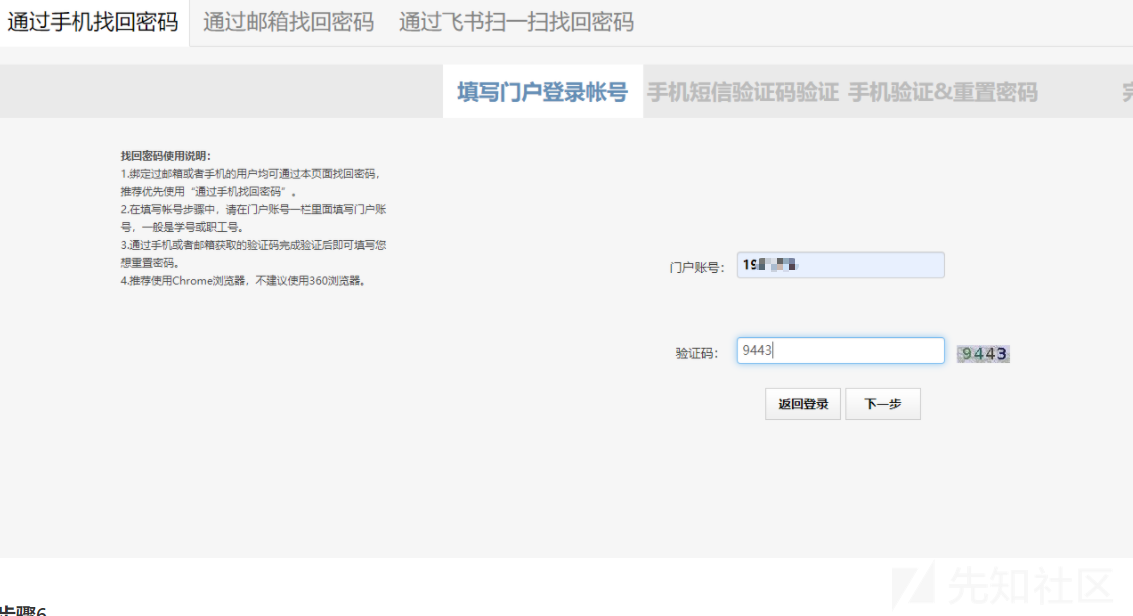 通过手机找回密码 通过邮箱找回密码 通过飞书扫一扫找回密码
填写门户登录帐号 手机短信验证码验证 手机验证&重置密码
找回密码使用说明：
1.绑定过邮箱或者手机的用户均可通过本页面找回密码，
推荐优先使用“通过手机找回密码”。
2.在填写帐号步骤中，请在门户账号一栏里面填写门户账
号，一般是学号或职工号。
3.通过手机或者邮箱获取的验证码完成验证后即可填写您
想重置密码。
4.推荐使用Chrome浏览器，不建议使用360浏览器。
门户账号： 19
验证码： 9443 9443
返回登录 下一步
先知社区
步骤6